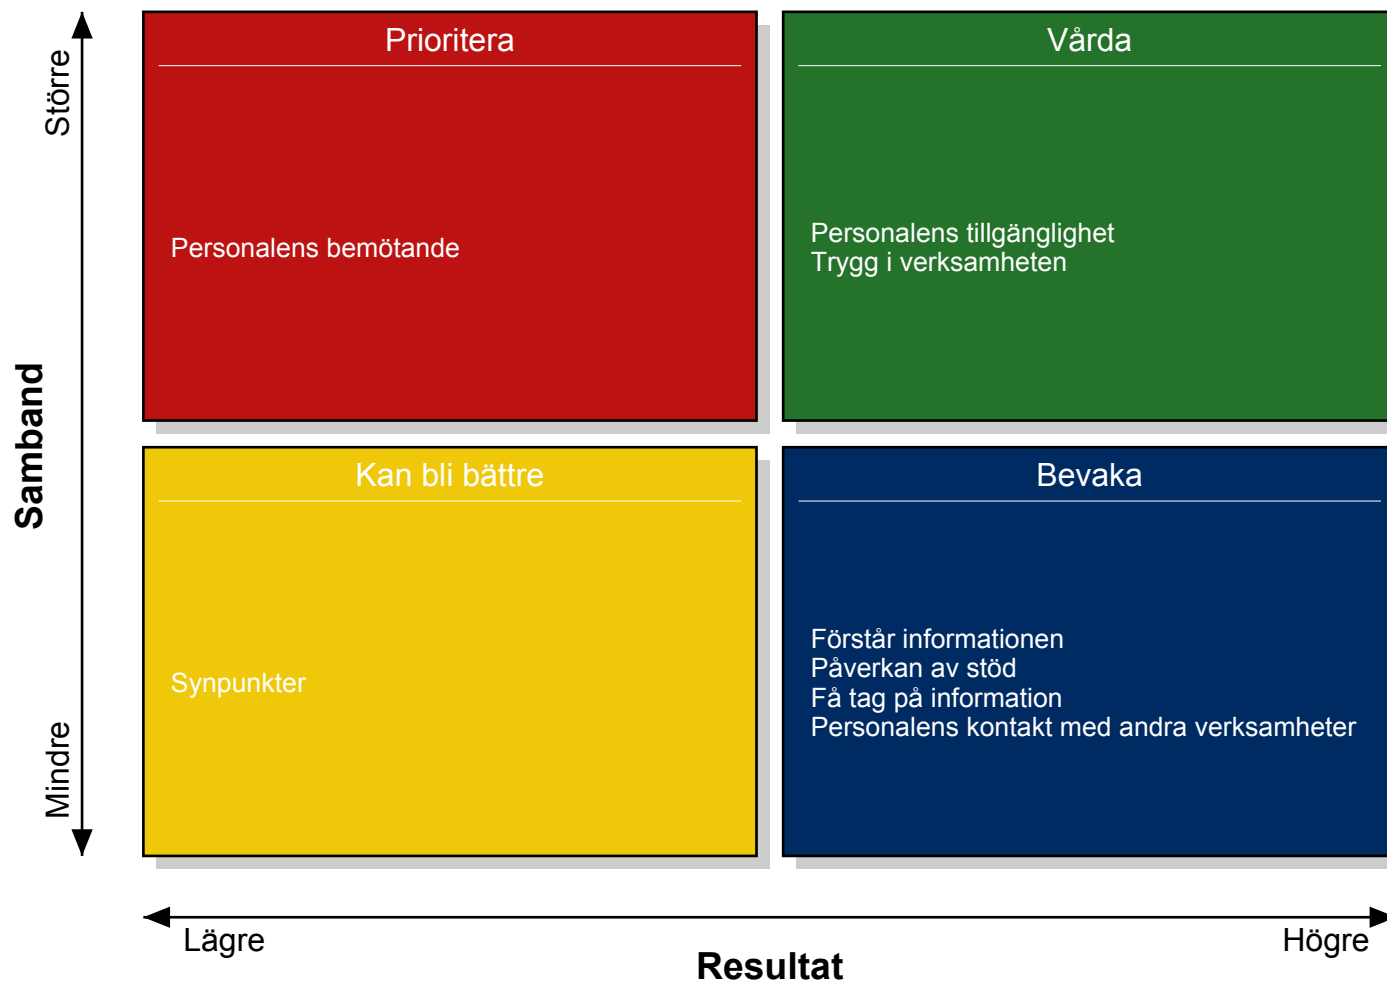 Prioritera
Vårda
Större
Personalens bemötande
Personalens tillgänglighet
Trygg i verksamheten
Samband
Kan bli bättre
Bevaka
Synpunkter
Förstår informationen
Påverkan av stöd
Få tag på information
Personalens kontakt med andra verksamheter
Mindre
Lägre
Högre
Resultat